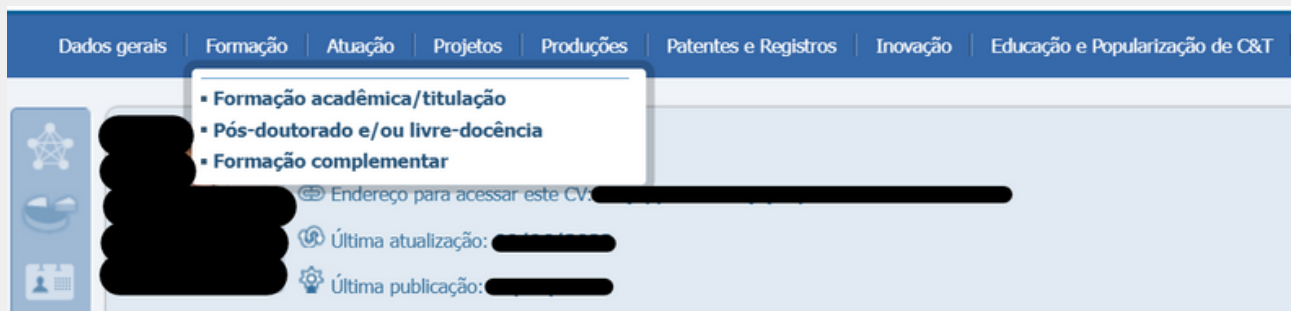 Dados gerais Formação Atuação Projetos Produções Patentes e Registros Inovação Educação e Popularização de C&T
▪ Formação acadêmica/titulação
▪ Pós-doutorado e/ou livre-docência
▪ Formação complementar
Endereço para acessar este CV:
Última atualização:
Última publicação: